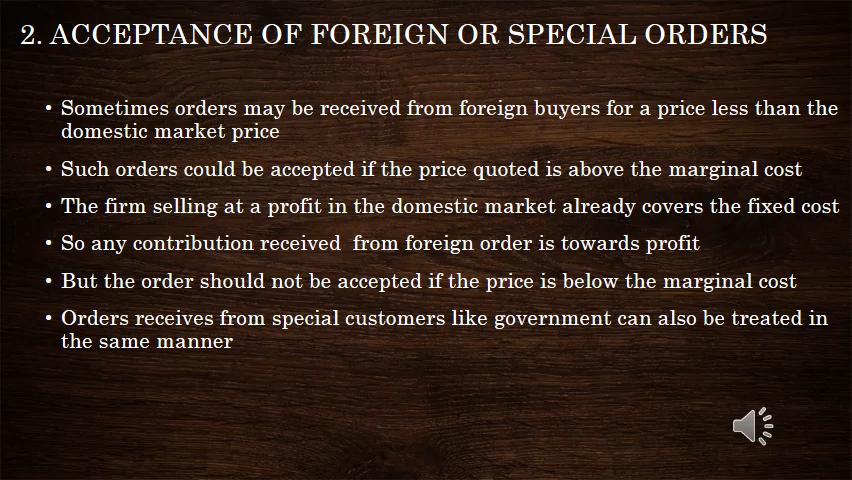 2. ACCEPTANCE OF FOREIGN OR SPECIAL ORDERS
• Sometimes orders may be received from foreign buyers for a price less than the
domestic market price
• Such orders could be accepted if the price quoted is above the marginal cost
• The firm selling at a profit in the domestic market already covers the fixed cost
• So any contribution received  from foreign order is towards profit
• But the order should not be accepted if the price is below the marginal cost
• Orders receives from special customers like government can also be treated in
the same manner